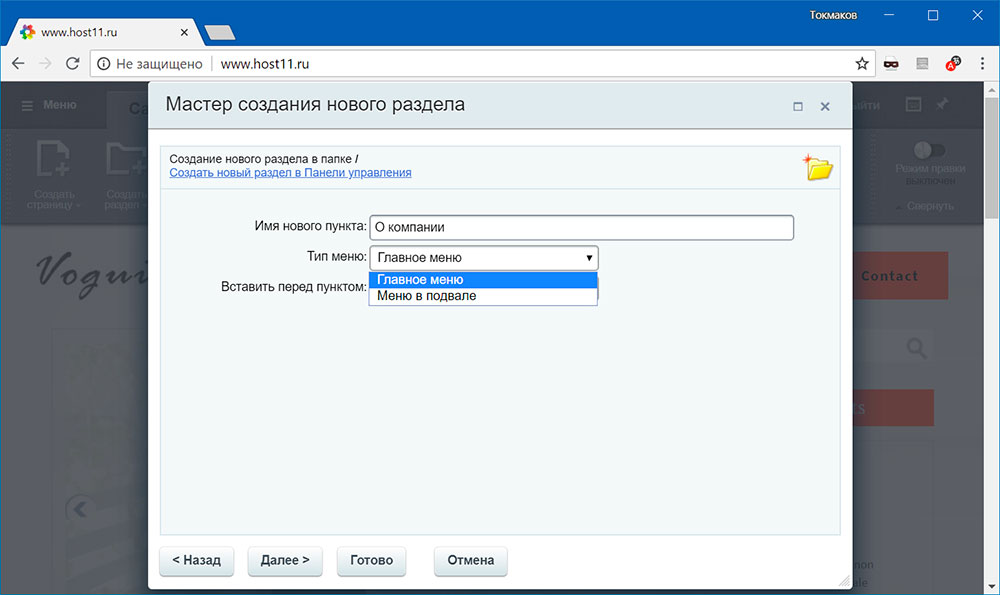 Токмаков
www.host11.ru
Не защищено www.host11.ru
Меню
Мастер создания нового раздела
Создать страницу
Создать раздел
Создание нового раздела в папке /
Создать новый раздел в Панели управления
Режим правки
выключен
Свернуть
Имя нового пункта: О компании
Тип меню: Главное меню
Главное меню
Меню в подвале
Вставить перед пунктом:
Contact
< Назад Далее > Готово Отмена